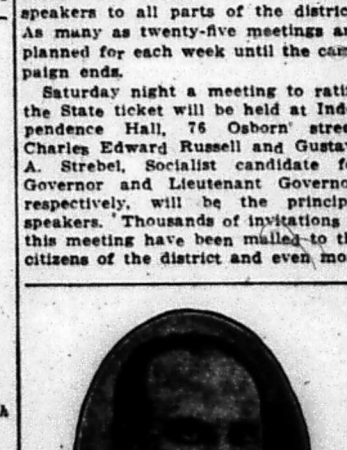 speakers to all parts of the distric
As many as twenty-five meetings a
planned for each week until the cam
paign ends.
Saturday night a meeting to rati
the State ticket will be held at Ind
pendence Hall, 76 Osborn stree
Charles Edward Russell and Gusta
A. Strebel, Socialist candidate f
Governor and Lieutenant Governo
respectively, will be the princip
speakers. Thousands of invitations
this meeting have been mailed to th
citizens of the district and even mo
h